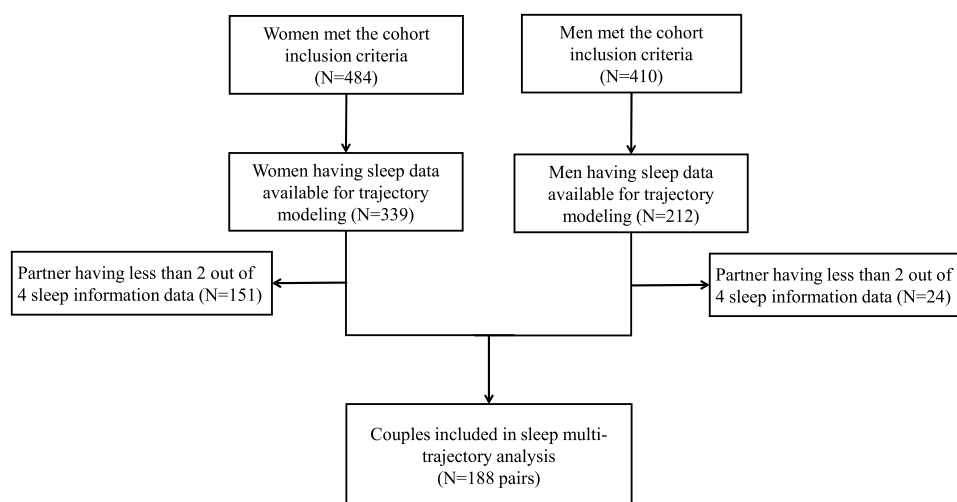 Women met the cohort
inclusion criteria
(N=484)
Men met the cohort
inclusion criteria
(N=410)
Women having sleep data
available for trajectory
modeling (N=339)
Men having sleep data
available for trajectory
modeling (N=212)
Partner having less than 2 out of
4 sleep information data (N=151)
Partner having less than 2 out of
4 sleep information data (N=24)
Couples included in sleep multi-
trajectory analysis
(N=188 pairs)